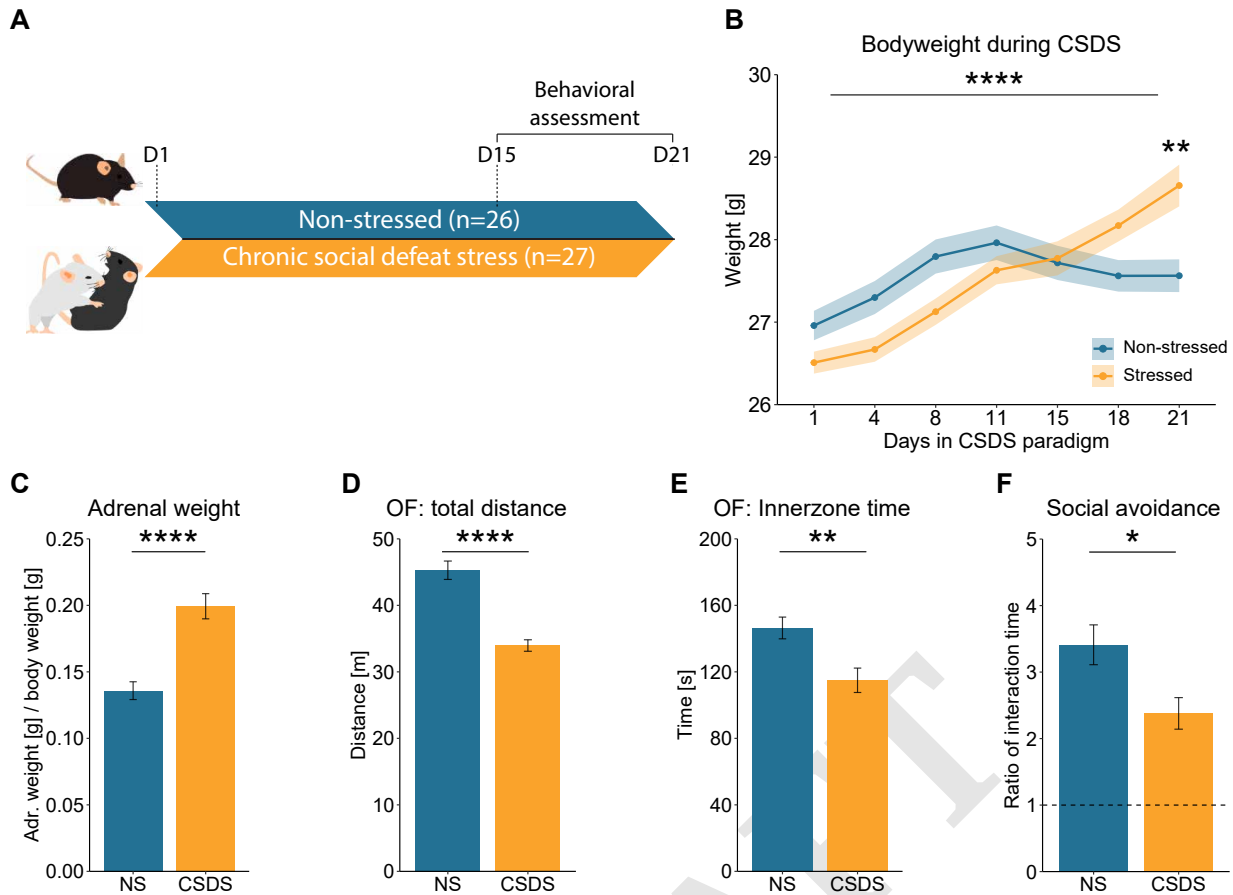 A
Behavioral
assessment
D1
D15
D21
Non-stressed (n=26)
Chronic social defeat stress (n=27)
B
Bodyweight during CSDS
****
**
30
29
28
27
26
Weight [g]
Non-stressed
Stressed
1 4 8 11 15 18 21
Days in CSDS paradigm
C
Adrenal weight
****
0.25
0.20
0.15
0.10
0.05
0.00
Adr. weight [g] / body weight [g]
NS CSDS
D
OF: total distance
****
50
40
30
20
10
0
Distance [m]
NS CSDS
E
OF: Innerzone time
**
200
160
120
80
40
0
Time [s]
NS CSDS
F
Social avoidance
*
5
4
3
2
1
0
Ratio of interaction time
NS CSDS